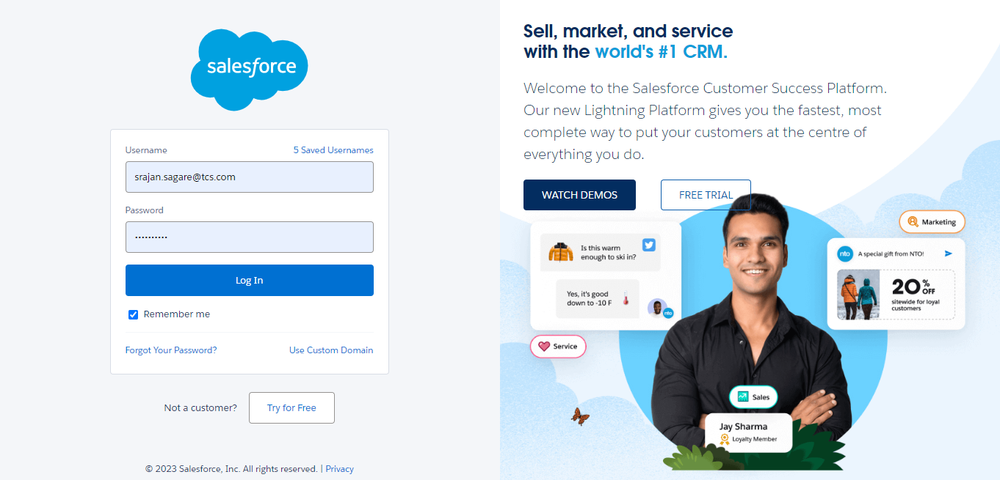 salesforce
Username
5 Saved Usernames
srajan.sagare@tcs.com
Password
••••••••••
Log In
Remember me
Forgot Your Password?
Use Custom Domain
Not a customer?
Try for Free
© 2023 Salesforce, Inc. All rights reserved. | Privacy
Sell, market, and service
with the world's #1 CRM.
Welcome to the Salesforce Customer Success Platform.
Our new Lightning Platform gives you the fastest, most
complete way to put your customers at the centre of
everything you do.
WATCH DEMOS
FREE TRIAL
Is this warm
enough to ski in?
Yes, it's good
down to -10 F
nto
Service
Marketing
nto
A special gift from NTO!
20% OFF
sitewide for loyal
customers
Sales
Jay Sharma
Loyalty Member